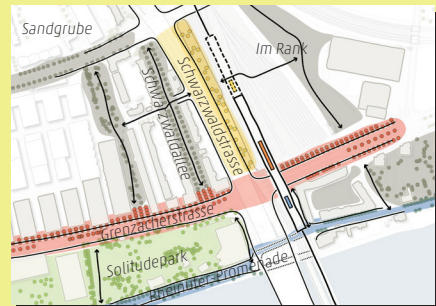 Sandgrube
Im Rank
Schwarzwaldallee
Schwarzwaldstrasse
Grenzacherstrasse
Solitudepark
Rheinufer-Promenade